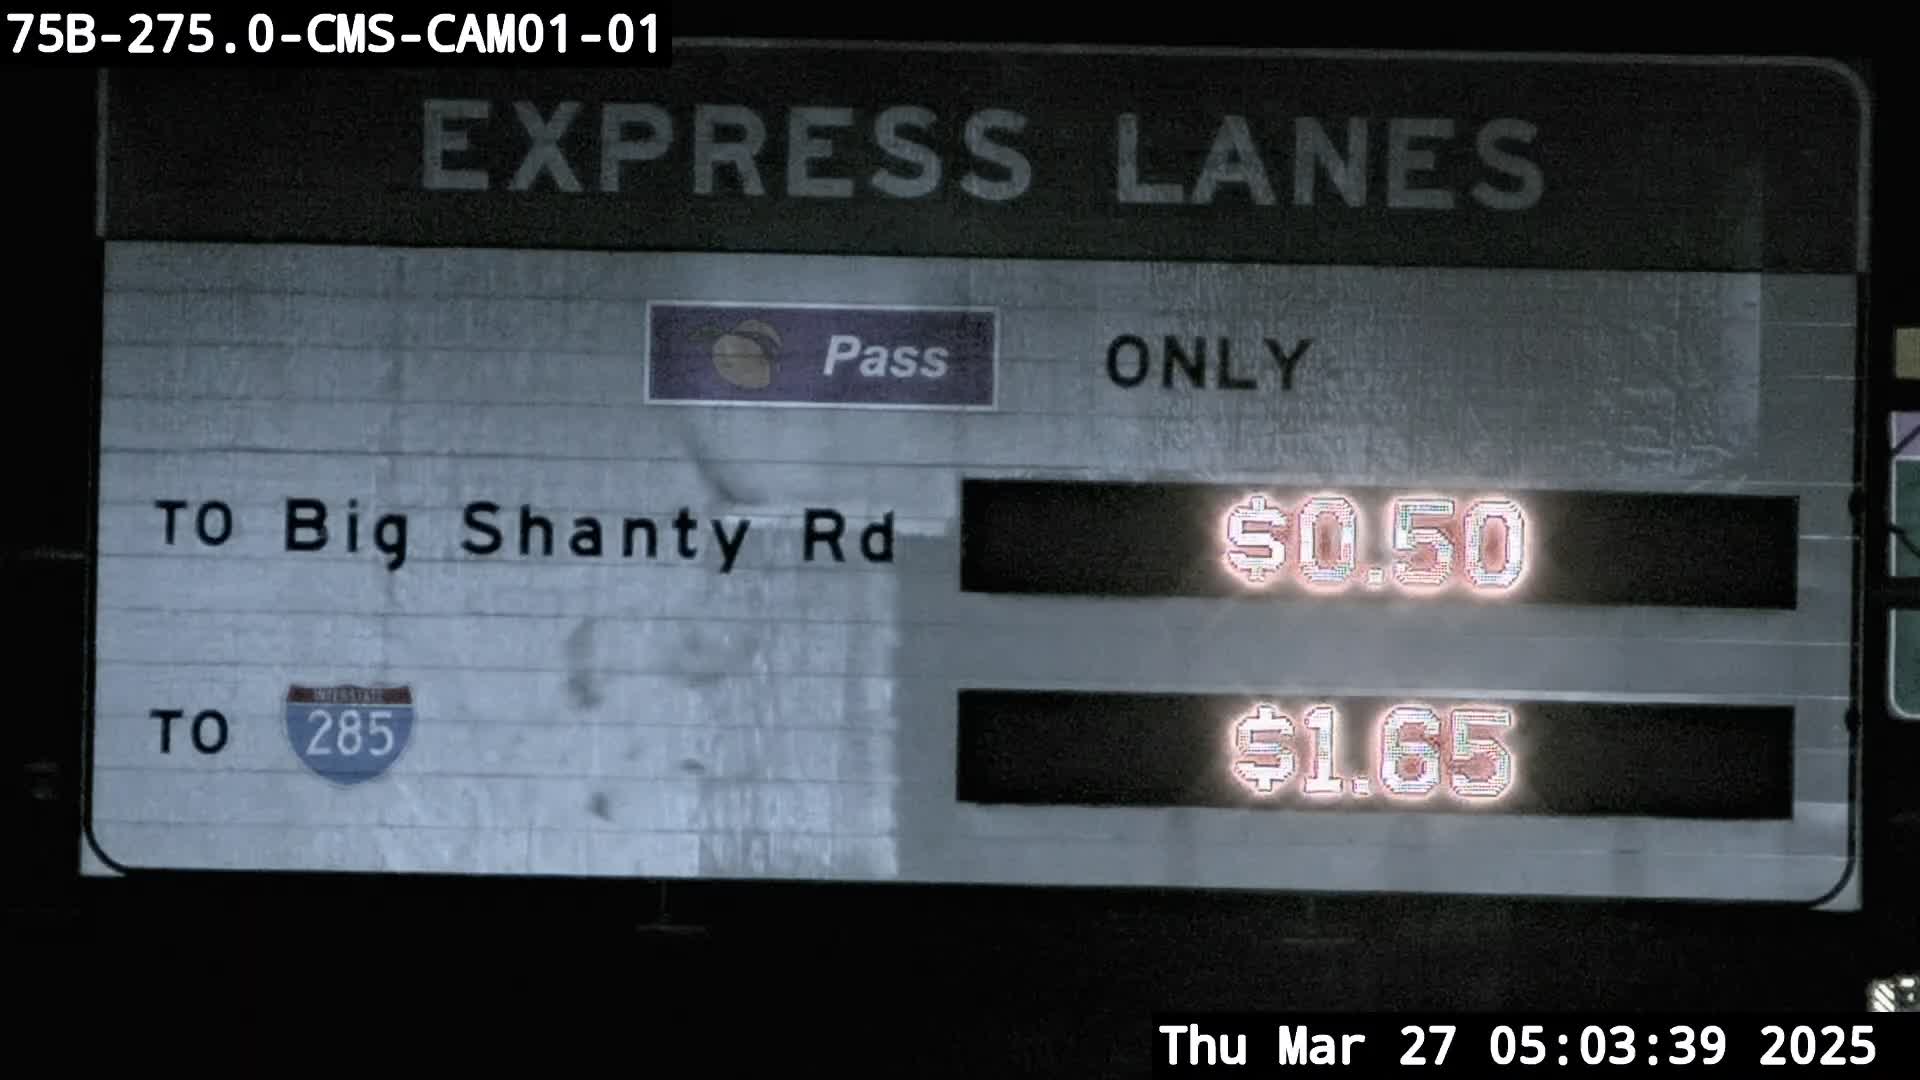 75B-275.0-CMS-CAM01-01
EXPRESS LANES
Pass ONLY
TO Big Shanty Rd $0.50
TO INTERSTATE 285 $1.65
Thu Mar 27 05:03:39 2025